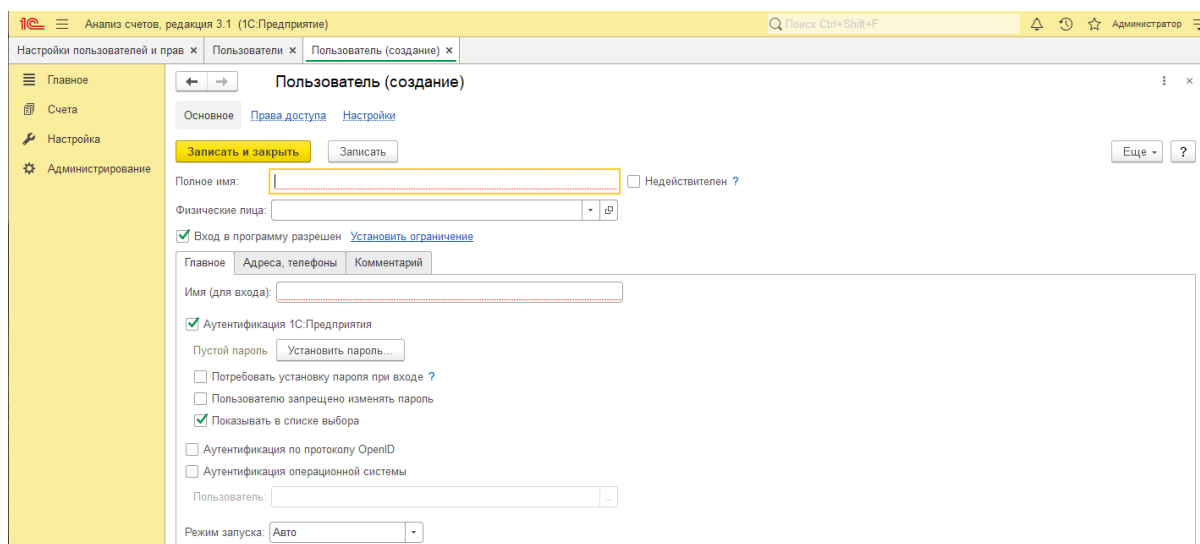 1С Анализ счетов, редакция 3.1 (1С:Предприятие) Поиск Ctrl+Shift+F Администратор
Настройки пользователей и прав × Пользователи × Пользователь (создание) ×
Главное
Счета
Настройка
Администрирование
Пользователь (создание)
Основное Права доступа Настройки
Записать и закрыть Записать Еще ?
Полное имя: Недействителен ?
Физические лица:
Вход в программу разрешен Установить ограничение
Главное Адреса, телефоны Комментарий
Имя (для входа):
Аутентификация 1С:Предприятия
Пустой пароль Установить пароль...
Потребовать установку пароля при входе ?
Пользователю запрещено изменять пароль
Показывать в списке выбора
Аутентификация по протоколу OpenID
Аутентификация операционной системы
Пользователь: ...
Режим запуска: Авто